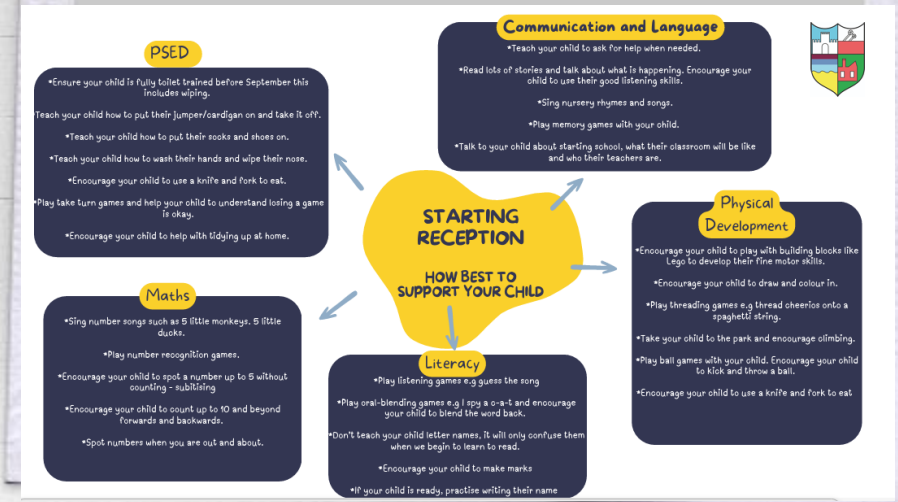 PSED
*Ensure your child is fully toilet trained before September this
includes wiping.
Teach your child how to put their jumper/cardigan on and take it off.
*Teach your child how to put their socks and shoes on.
*Teach your child how to wash their hands and wipe their nose.
*Encourage your child to use a knife and fork to eat.
*Play take turn games and help your child to understand losing a game
is okay.
*Encourage your child to help with tidying up at home.
Communication and Language
*Teach your child to ask for help when needed.
*Read lots of stories and talk about what is happening. Encourage your
child to use their good listening skills.
*Sing nursery rhymes and songs.
*Play memory games with your child.
*Talk to your child about starting school, what their classroom will be like
and who their teachers are.
STARTING
RECEPTION
HOW BEST TO
SUPPORT YOUR CHILD
Physical
Development
*Encourage your child to play with building blocks like
Lego to develop their fine motor skills.
*Encourage your child to draw and colour in.
*Play threading games e.g thread cheerios onto a
spaghetti string.
*Take your child to the park and encourage climbing.
*Play ball games with your child. Encourage your child
to kick and throw a ball.
*Encourage your child to use a knife and fork to eat
Maths
*Sing number songs such as 5 little monkeys, 5 little
ducks.
*Play number recognition games.
*Encourage your child to spot a number up to 5 without
counting - subitising
*Encourage your child to count up to 10 and beyond
forwards and backwards.
*Spot numbers when you are out and about.
Literacy
*Play listening games e.g guess the song
*Play oral-blending games e.g I spy a c-a-t and encourage
your child to blend the word back.
*Don't teach your child letter names, it will only confuse them
when we begin to learn to read.
*Encourage your child to make marks
*If your child is ready, practise writing their name